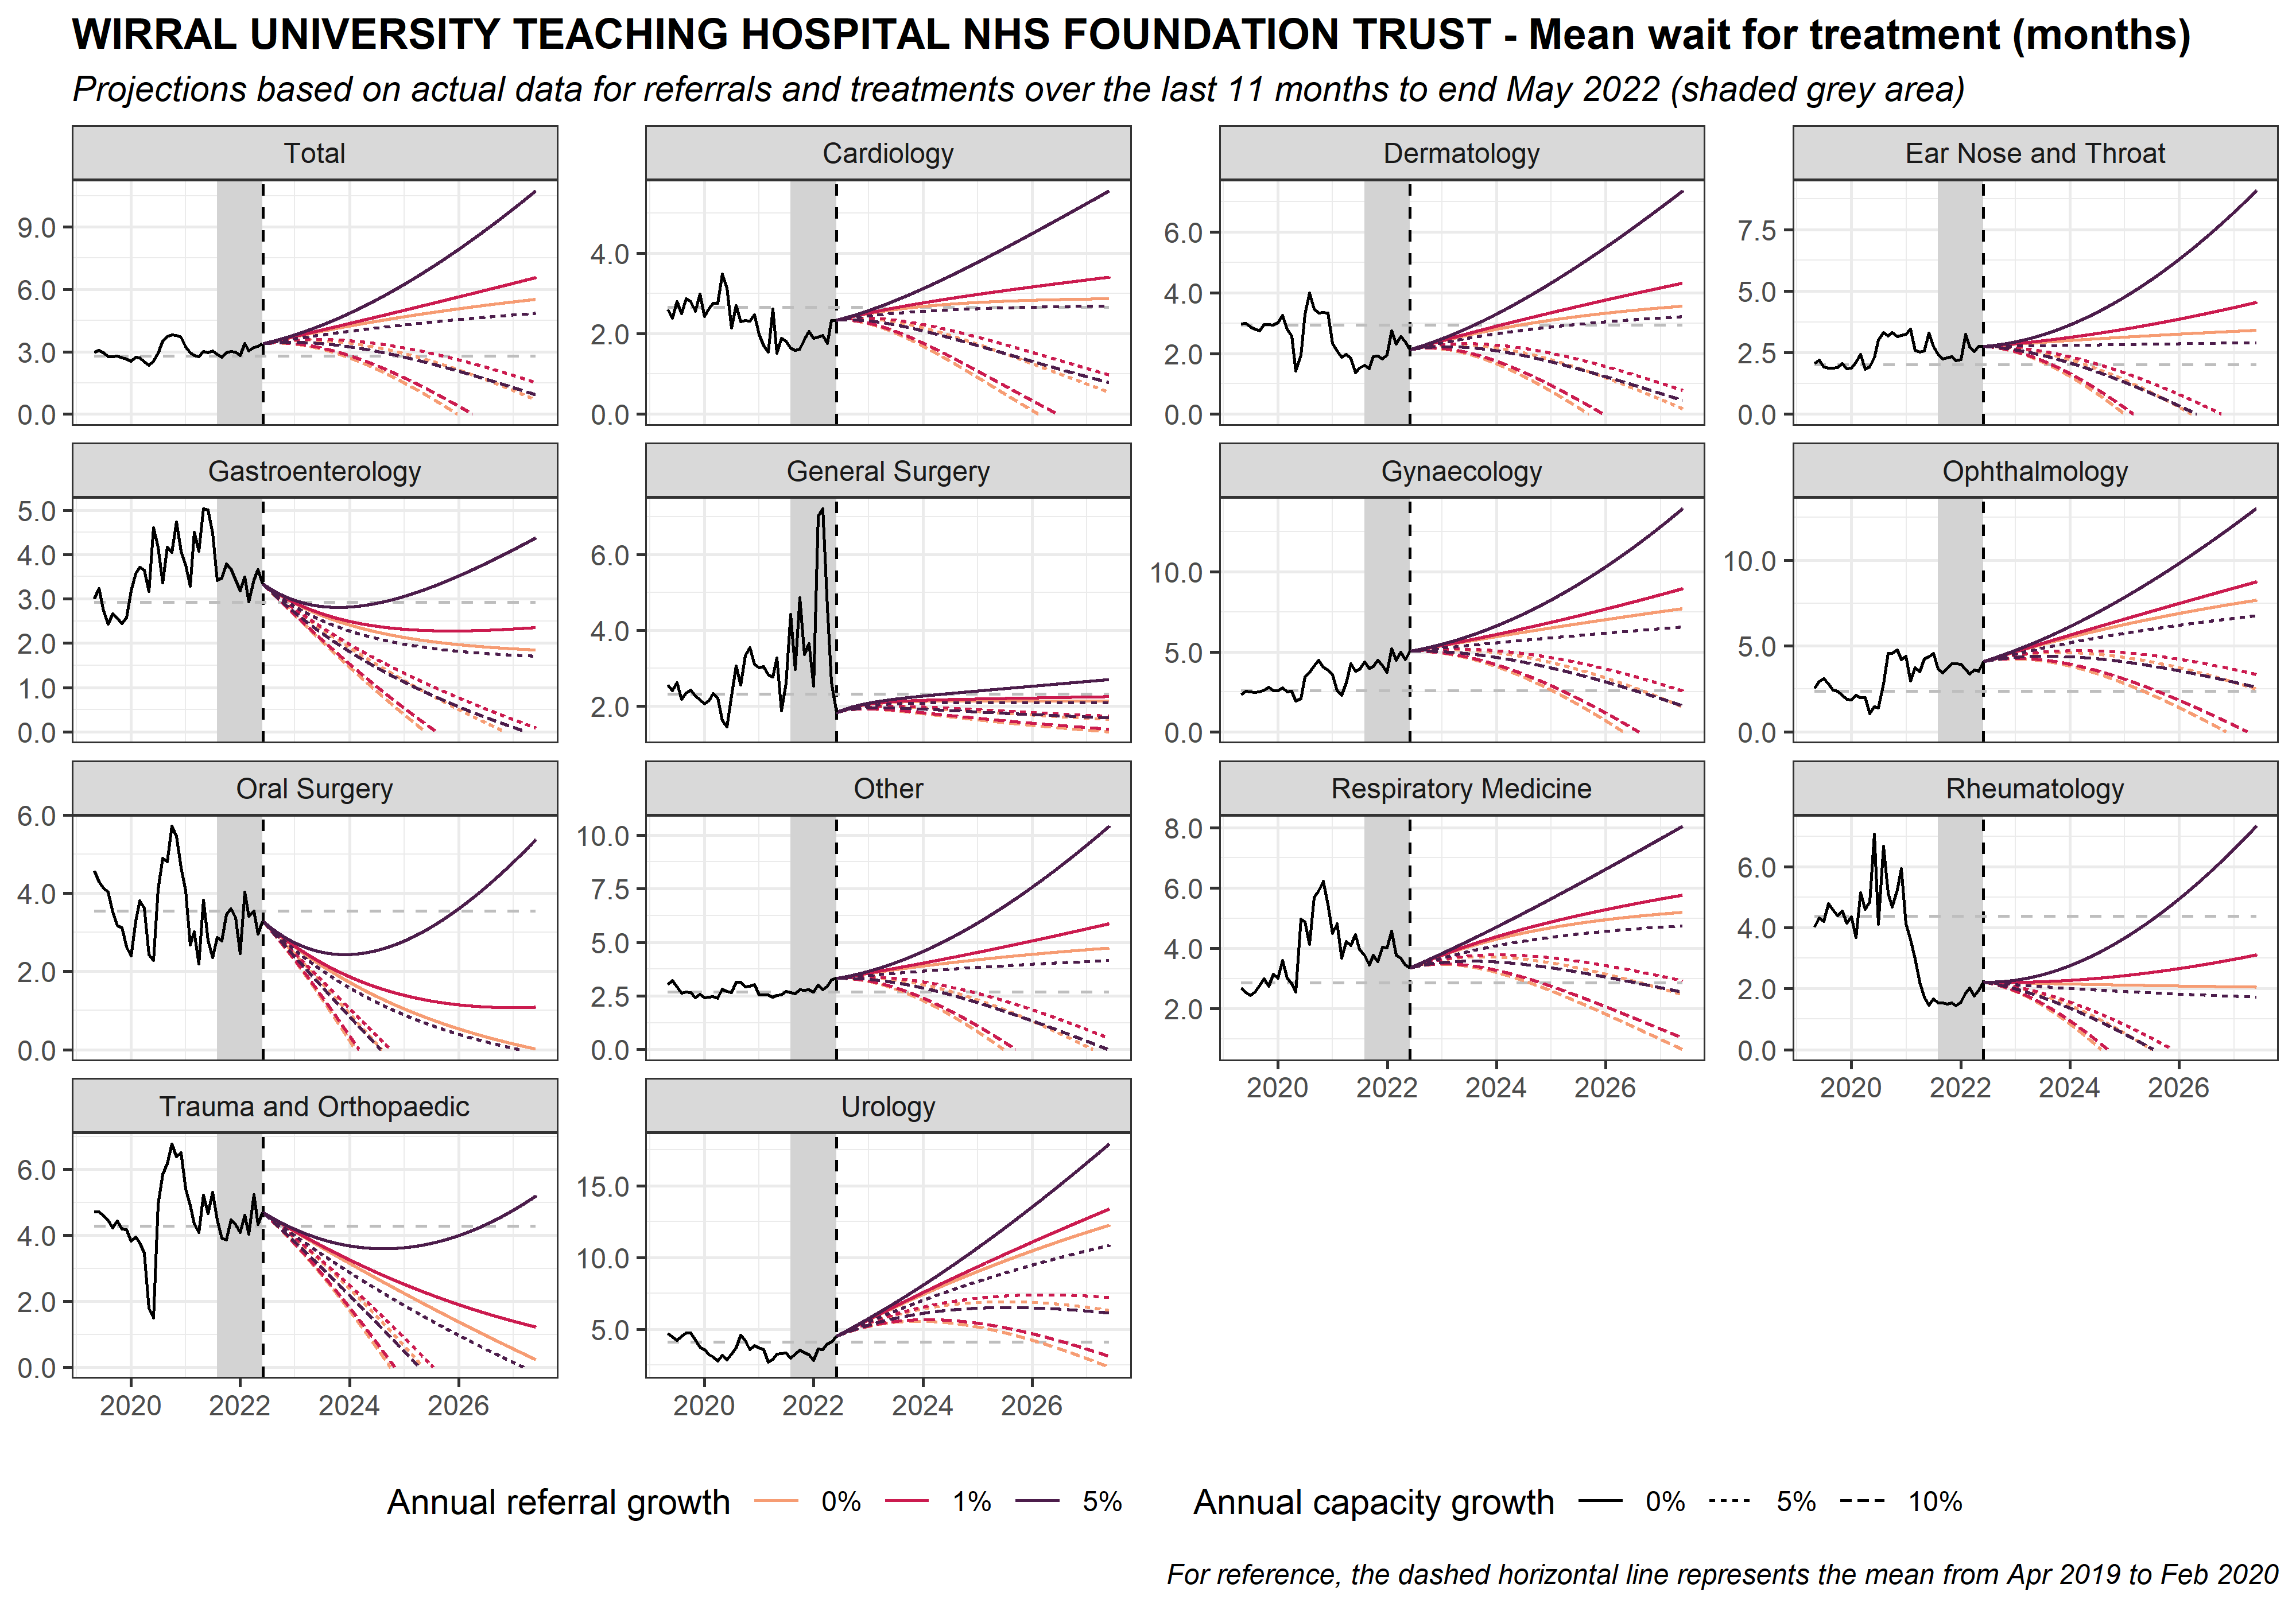 WIRRAL UNIVERSITY TEACHING HOSPITAL NHS FOUNDATION TRUST - Mean wait for treatment (months)
Projections based on actual data for referrals and treatments over the last 11 months to end May 2022 (shaded grey area)
Total
Cardiology
Dermatology
Ear Nose and Throat
9.0
6.0
3.0
0.0
4.0
2.0
0.0
6.0
4.0
2.0
0.0
7.5
5.0
2.5
0.0
Gastroenterology
General Surgery
Gynaecology
Ophthalmology
5.0
4.0
3.0
2.0
1.0
0.0
6.0
4.0
2.0
10.0
5.0
0.0
10.0
5.0
0.0
Oral Surgery
Other
Respiratory Medicine
Rheumatology
6.0
4.0
2.0
0.0
10.0
7.5
5.0
2.5
0.0
8.0
6.0
4.0
2.0
6.0
4.0
2.0
0.0
2020 2022 2024 2026
2020 2022 2024 2026
Trauma and Orthopaedic
Urology
6.0
4.0
2.0
0.0
15.0
10.0
5.0
2020 2022 2024 2026
2020 2022 2024 2026
Annual referral growth 0% 1% 5%
Annual capacity growth 0% 5% 10%
For reference, the dashed horizontal line represents the mean from Apr 2019 to Feb 2020